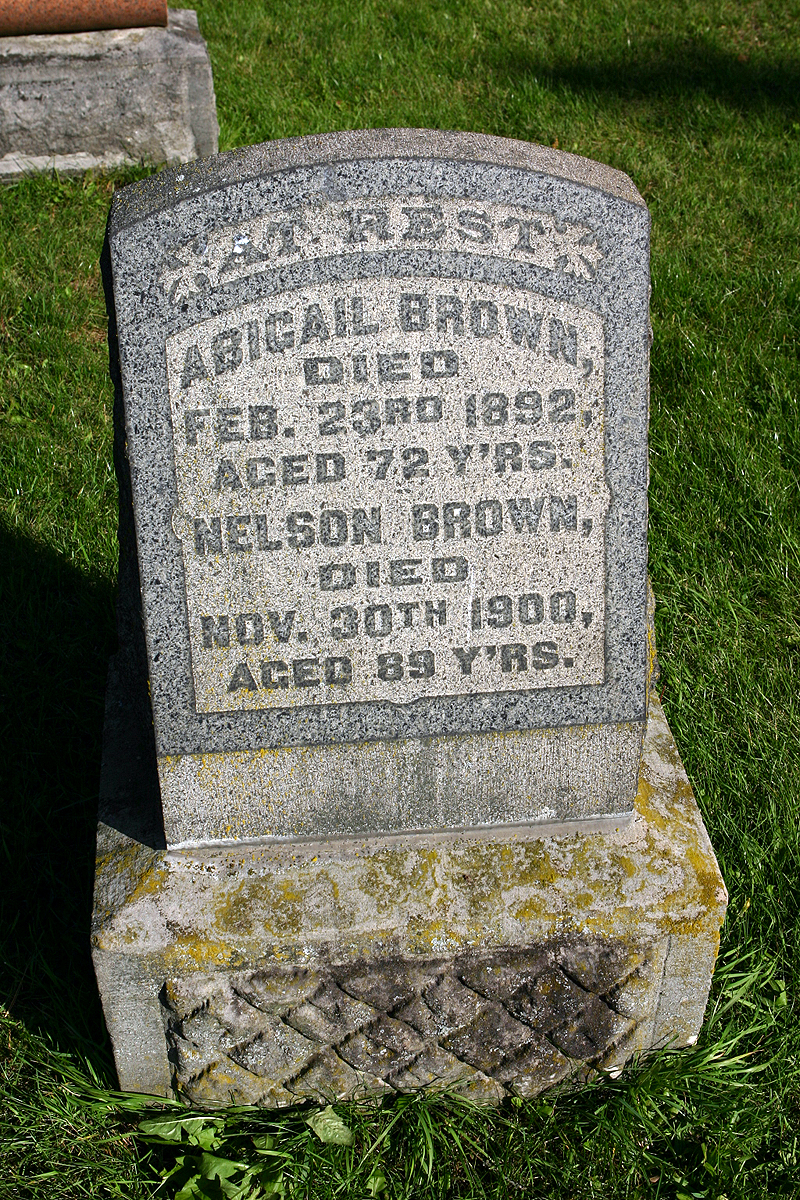 AT REST
ABIGAIL BROWN,
DIED
FEB. 23RD 1892,
AGED 72 Y'RS.
NELSON BROWN,
DIED
NOV. 30TH 1900,
AGED 89 Y'RS.